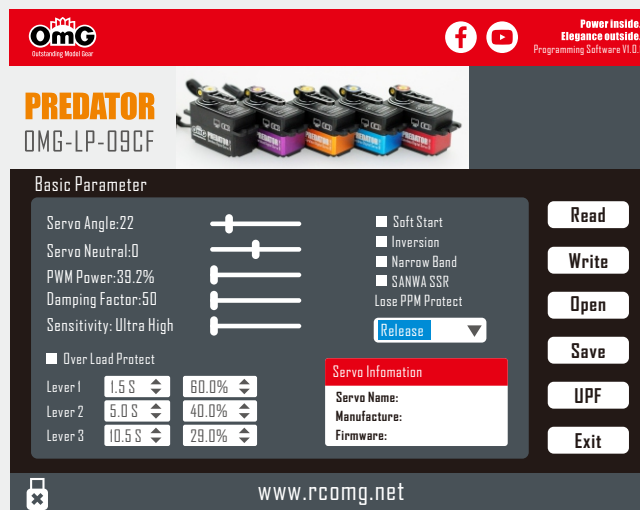 OmG
Outstanding Model Gear
Power inside.
Elegance outside.
Programming Software V1.0.
PREDATOR
OMG-LP-09CF
Basic Parameter
Servo Angle:22
Servo Neutral:0
PWM Power:39.2%
Damping Factor:50
Sensitivity: Ultra High
Soft Start
Inversion
Narrow Band
SANWA SSR
Lose PPM Protect
Release
Over Load Protect
Lever 1 1.5 S 60.0%
Lever 2 5.0 S 40.0%
Lever 3 10.5 S 29.0%
Servo Infomation
Servo Name:
Manufacture:
Firmware:
Read
Write
Open
Save
UPF
Exit
www.rcomg.net